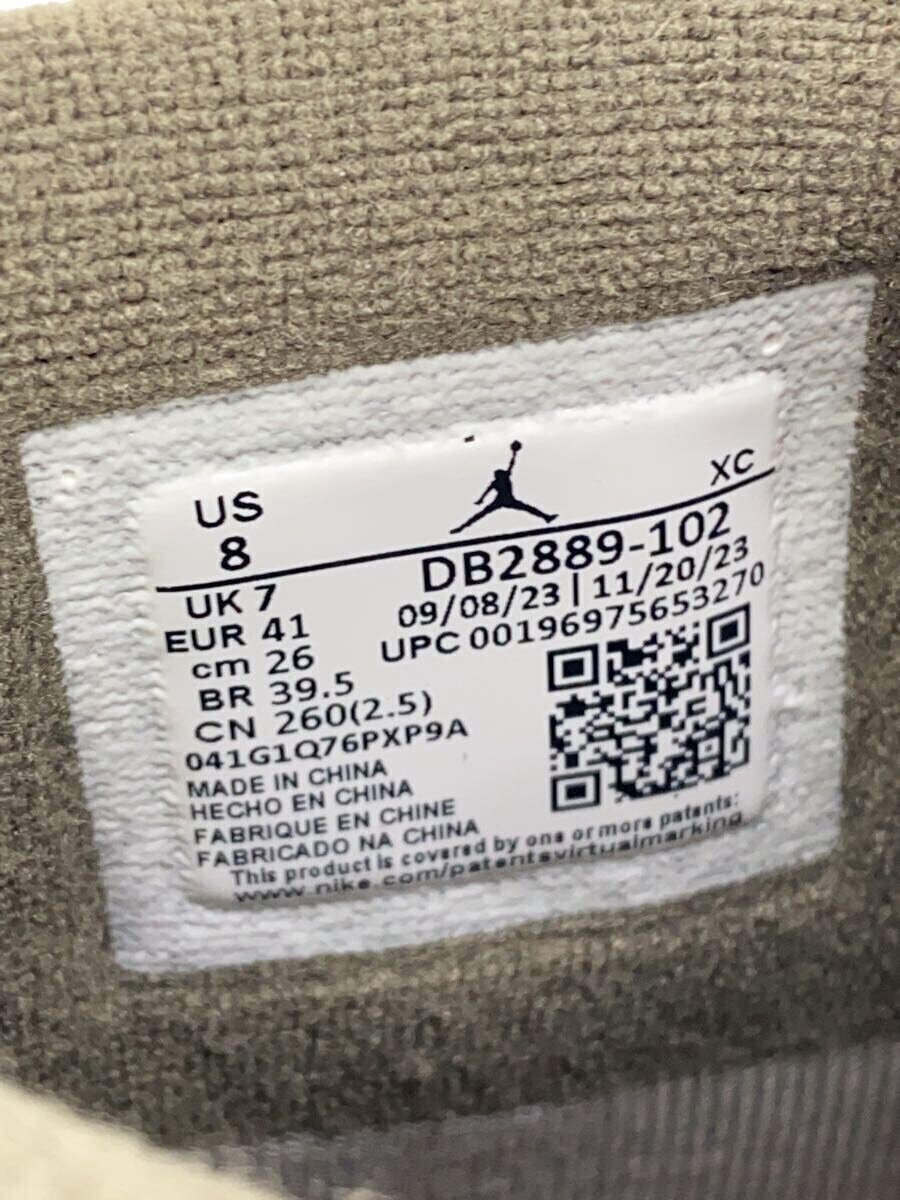 US
8
XC
DB2889-102
UK 7
09/08/23 | 11/20/23
EUR 41
UPC 00196975653270
cm 26
BR 39.5
CN 260(2.5)
041G1Q76PXP9A
MADE IN CHINA
HECHO EN CHINA
FABRIQUE EN CHINE
FABRICADO NA CHINA
This product is covered by one or more patents:
www.nike.com/patentsvirtualmarking